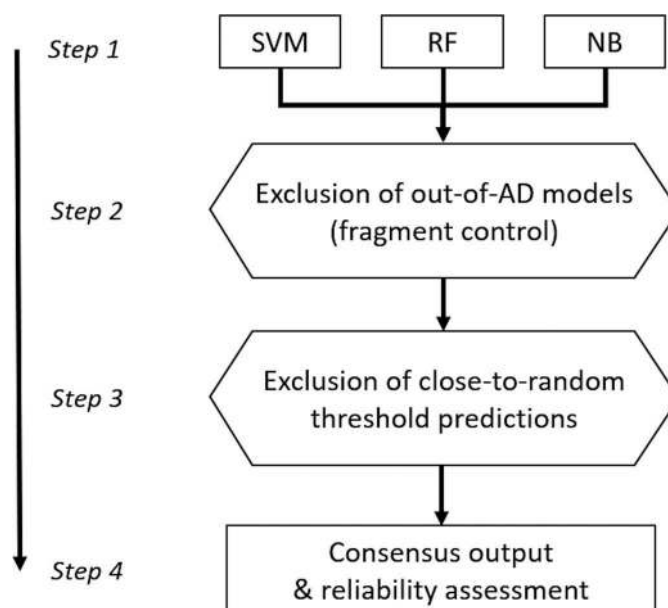 Step 1
SVM
RF
NB
Step 2
Exclusion of out-of-AD models
(fragment control)
Step 3
Exclusion of close-to-random
threshold predictions
Step 4
Consensus output
& reliability assessment